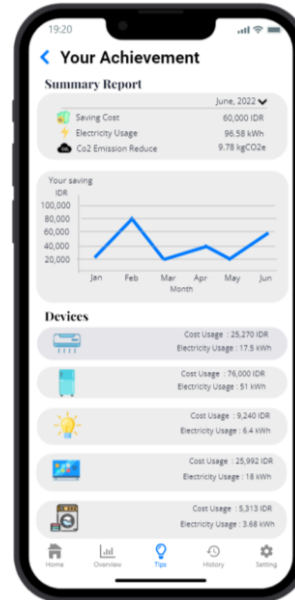 19:20
Your Achievement
Summary Report
June, 2022
Saving Cost 60,000 IDR
Electricity Usage 96.58 kWh
Co2 Emission Reduce 9.78 kgCO2e
Your saving
IDR
100,000
80,000
60,000
40,000
20,000
Jan Feb Mar Apr May Jun
Month
Devices
Cost Usage : 25,270 IDR
Electricity Usage : 17.5 kWh
Cost Usage : 76,000 IDR
Electricity Usage : 51 kWh
Cost Usage : 9,240 IDR
Electricity Usage : 6.4 kWh
Cost Usage : 25,992 IDR
Electricity Usage : 18 kWh
Cost Usage : 5,313 IDR
Electricity Usage : 3.68 kWh
Home Overview Tips History Setting